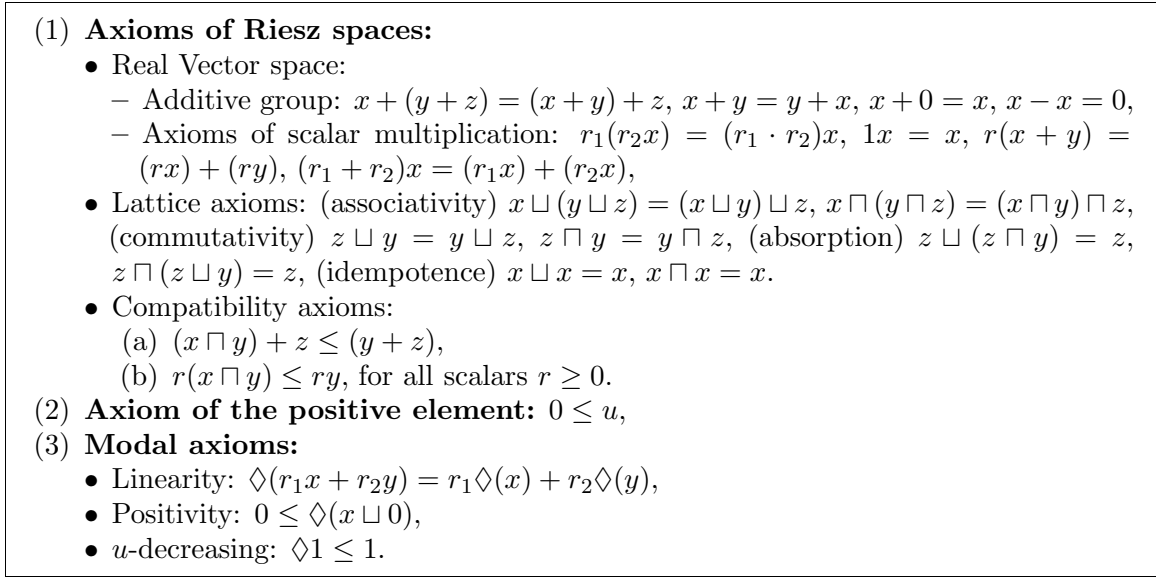 (1) Axioms of Riesz spaces:
• Real Vector space:
– Additive group: x + (y + z) = (x + y) + z, x + y = y + x, x + 0 = x, x − x = 0,
– Axioms of scalar multiplication: r₁(r₂x) = (r₁ · r₂)x, 1x = x, r(x + y) =
(rx) + (ry), (r₁ + r₂)x = (r₁x) + (r₂x),
• Lattice axioms: (associativity) x ⊔ (y ⊔ z) = (x ⊔ y) ⊔ z, x ⊓ (y ⊓ z) = (x ⊓ y) ⊓ z,
(commutativity) z ⊔ y = y ⊔ z, z ⊓ y = y ⊓ z, (absorption) z ⊔ (z ⊓ y) = z,
z ⊓ (z ⊔ y) = z, (idempotence) x ⊔ x = x, x ⊓ x = x.
• Compatibility axioms:
(a) (x ⊓ y) + z ≤ (y + z),
(b) r(x ⊓ y) ≤ ry, for all scalars r ≥ 0.
(2) Axiom of the positive element: 0 ≤ u,
(3) Modal axioms:
• Linearity: ♢(r₁x + r₂y) = r₁♢(x) + r₂♢(y),
• Positivity: 0 ≤ ♢(x ⊔ 0),
• u-decreasing: ♢1 ≤ 1.